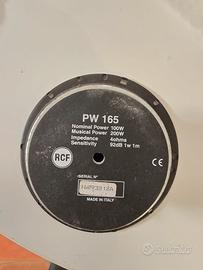 PW 165
Nominal Power 100W
Musical Power 200W
Impedance 4ohms
Sensitivity 92dB 1w 1m
RCF
SERIAL N°
MADE IN ITALY
subito